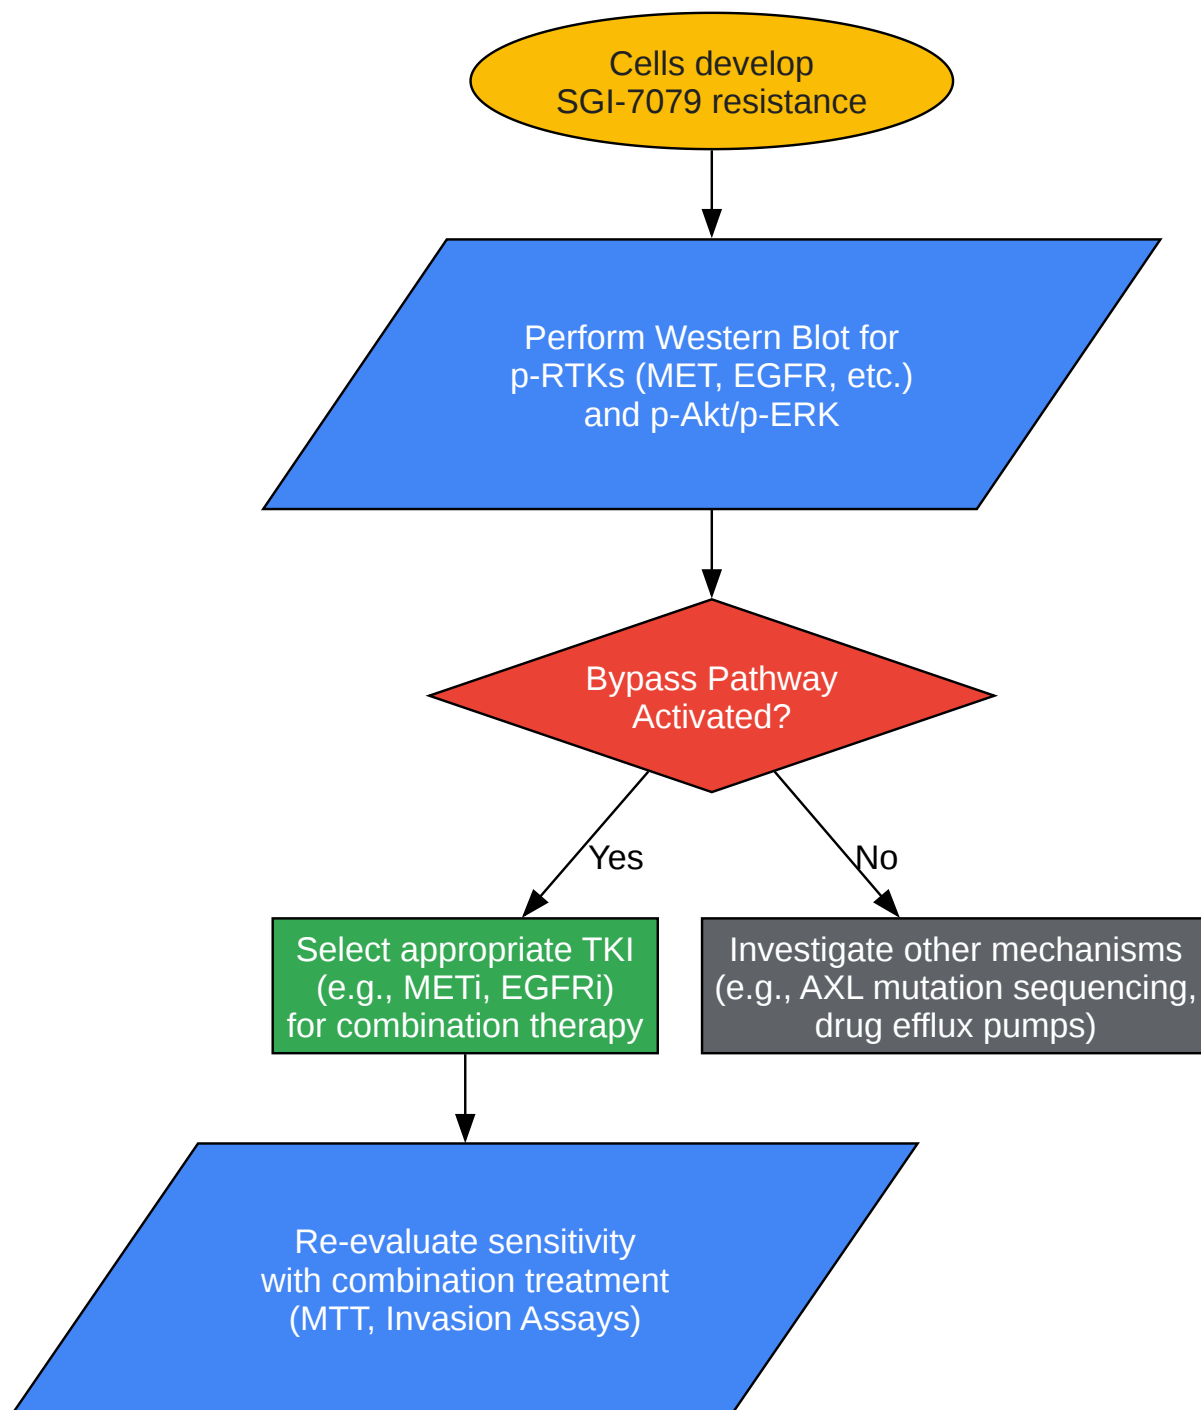 Cells develop
SGI-7079 resistance
Perform Western Blot for
p-RTKs (MET, EGFR, etc.)
and p-Akt/p-ERK
Bypass Pathway
Activated?
Yes
No
Select appropriate TKI
(e.g., METi, EGFRi)
for combination therapy
Investigate other mechanisms
(e.g., AXL mutation sequencing,
drug efflux pumps)
Re-evaluate sensitivity
with combination treatment
(MTT, Invasion Assays)